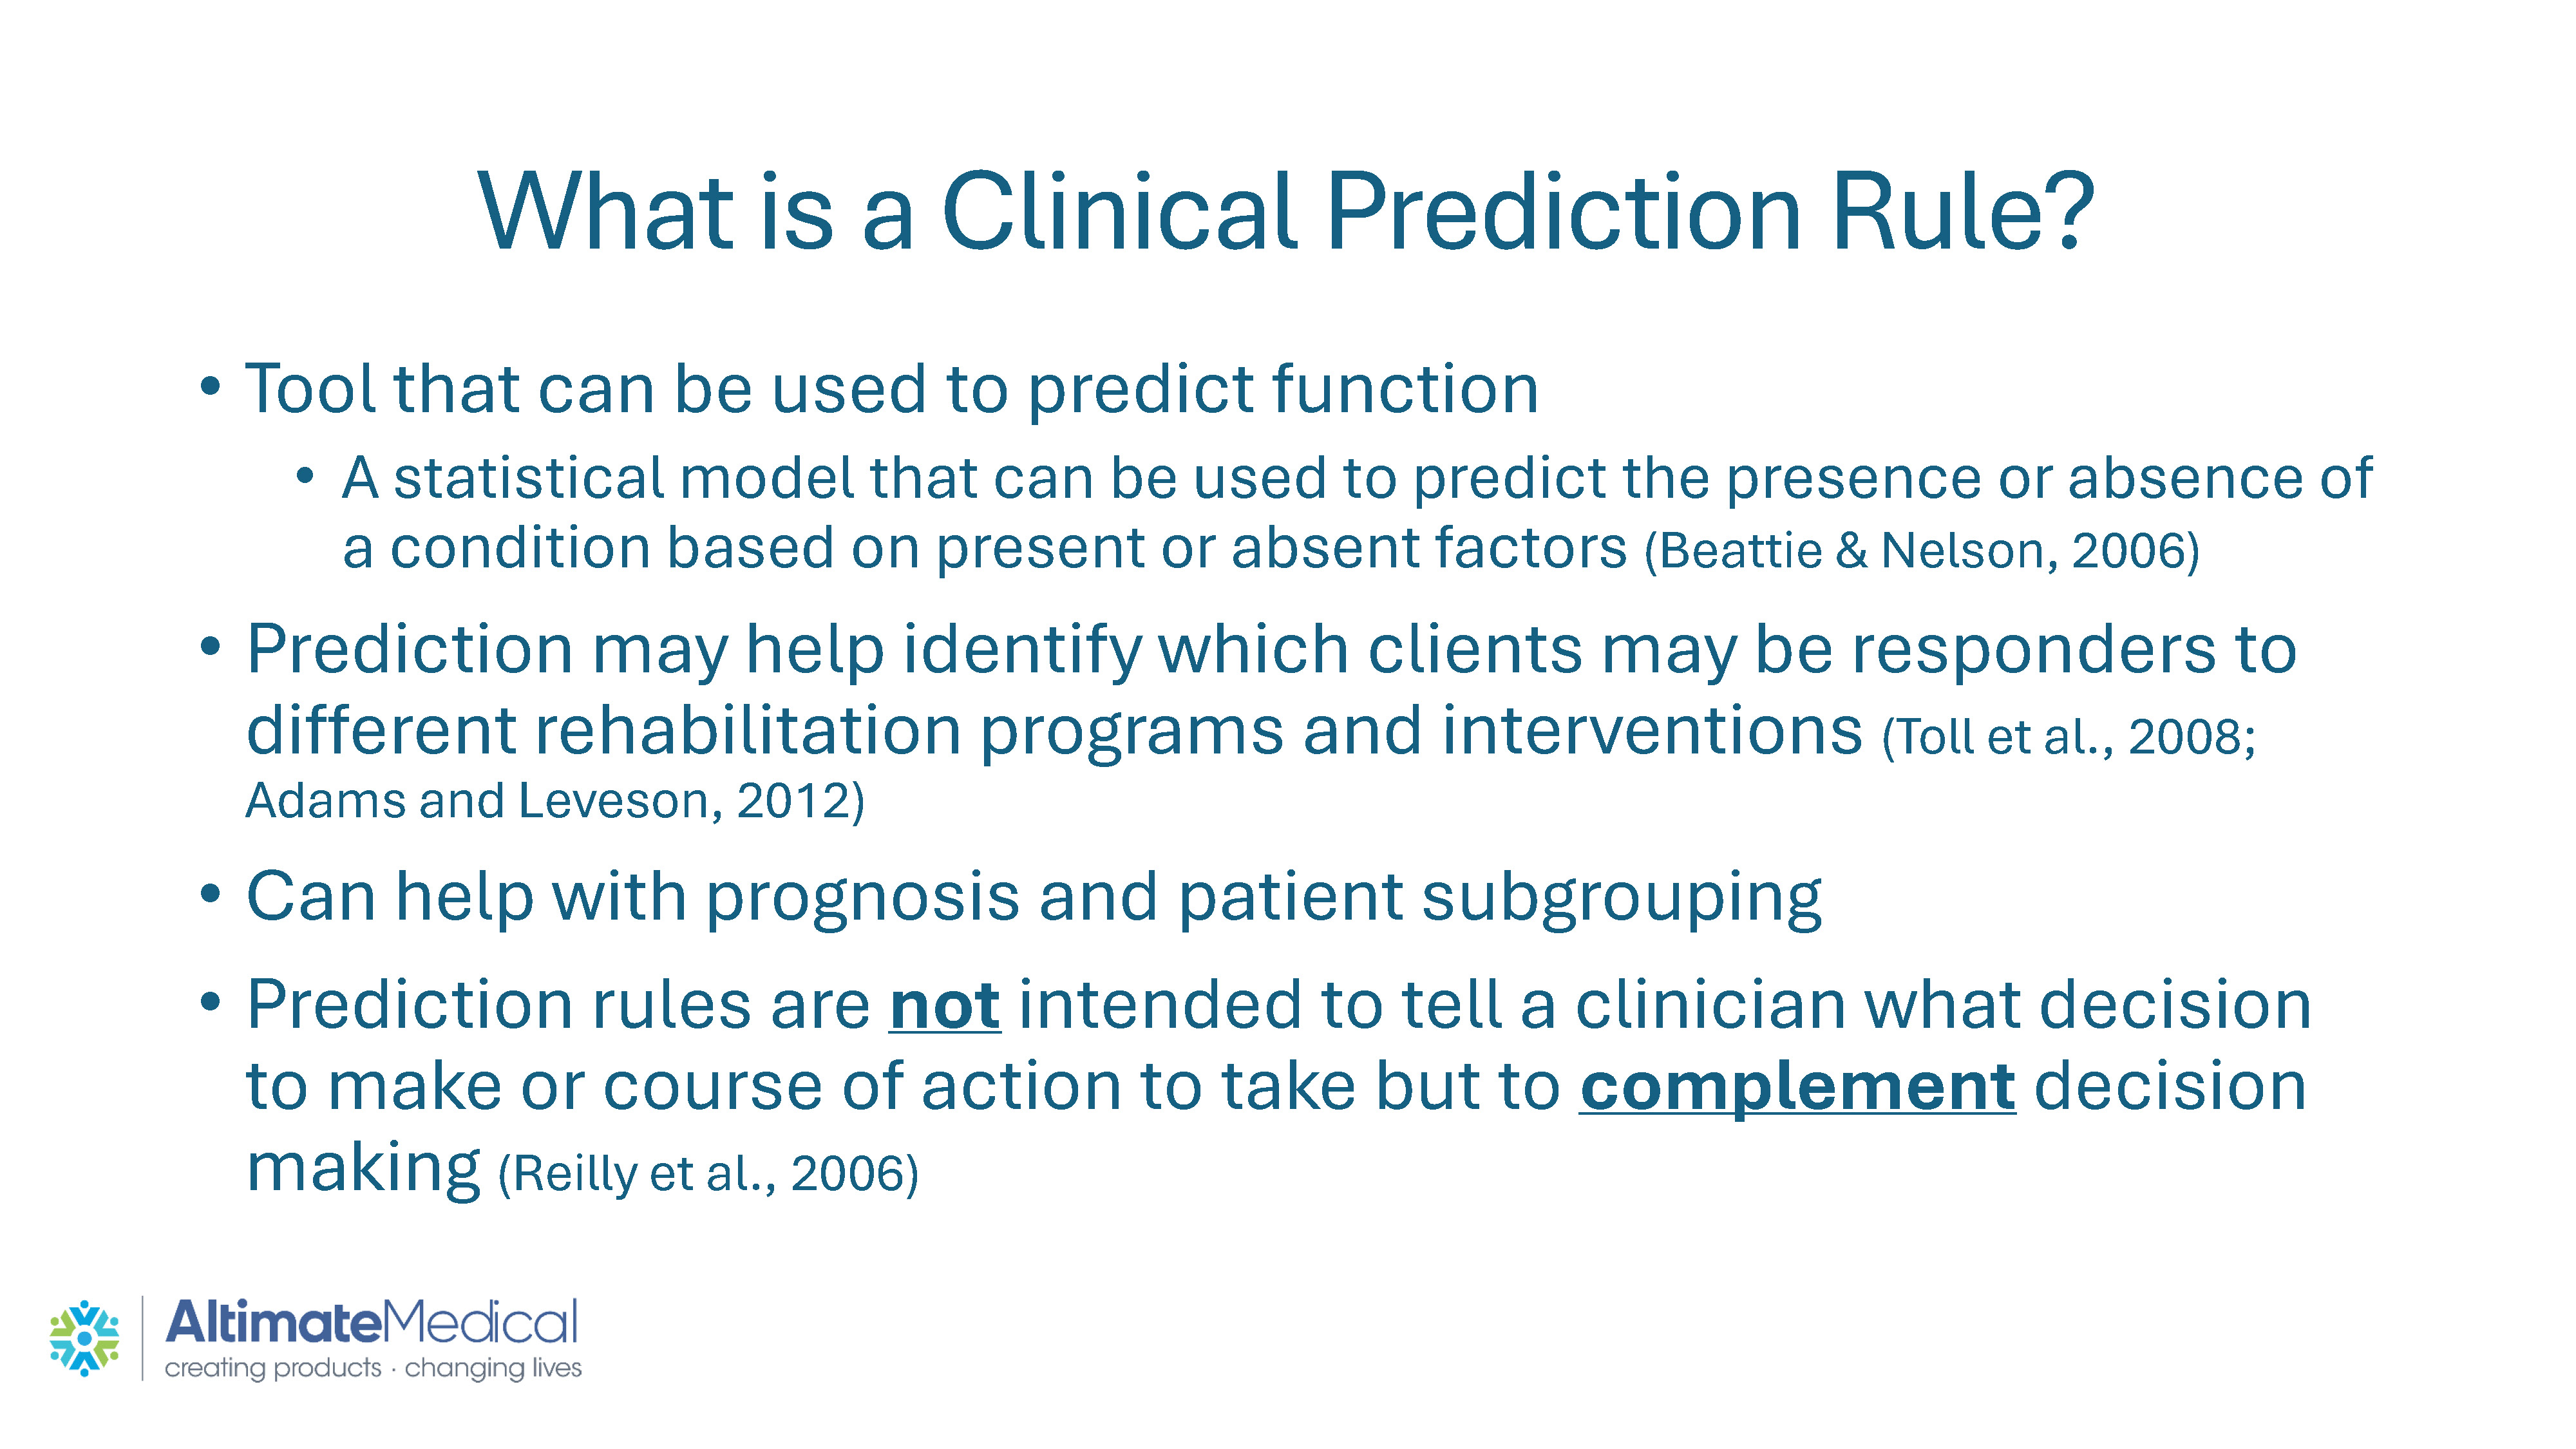 What is a Clinical Prediction Rule?
• Tool that can be used to predict function
• A statistical model that can be used to predict the presence or absence of
a condition based on present or absent factors (Beattie & Nelson, 2006)
• Prediction may help identify which clients may be responders to
different rehabilitation programs and interventions (Toll et al., 2008;
Adams and Leveson, 2012)
• Can help with prognosis and patient subgrouping
• Prediction rules are not intended to tell a clinician what decision
to make or course of action to take but to complement decision
making (Reilly et al., 2006)
AltimateMedical
creating products · changing lives